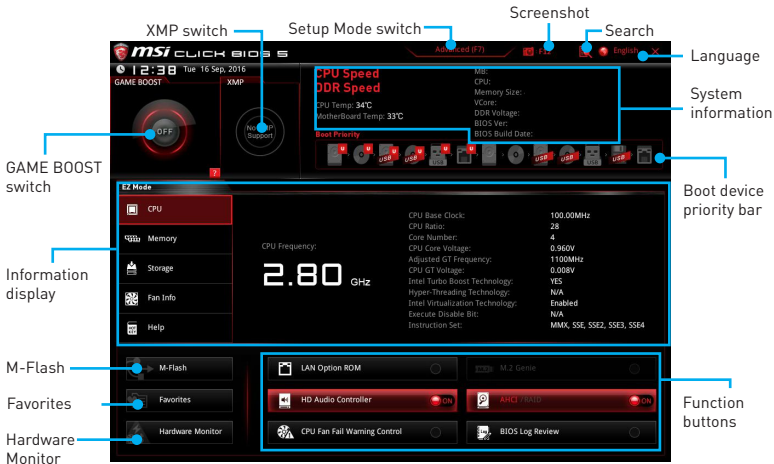 XMP switch
Setup Mode switch
Screenshot
Search
Language
System
information
Boot device
priority bar
GAME BOOST
switch
Information
display
M-Flash
Favorites
Hardware
Monitor
Function
buttons
msi CLICK BIOS 5
Advanced (F7)
F12
English
X
12:38 Tue 16 Sep, 2016
GAME BOOST
XMP
OFF
Support
?
CPU Speed
DDR Speed
CPU Temp: 34°C
MotherBoard Temp: 33°C
MB:
CPU:
Memory Size:
VCore:
DDR Voltage:
BIOS Ver:
BIOS Build Date:
Boot Priority
U U U U U U USB USB USB USB
USB USB USB USB
EZ Mode
CPU
Memory
Storage
Fan Info
Help
CPU Frequency:
2.80 GHz
CPU Base Clock: 100.00MHz
CPU Ratio: 28
Core Number: 4
CPU Core Voltage: 0.960V
Adjusted GT Frequency: 1100MHz
CPU GT Voltage: 0.008V
Intel Turbo Boost Technology: YES
Hyper-Threading Technology: N/A
Intel Virtualization Technology: Enabled
Execute Disable Bit: N/A
Instruction Set: MMX, SSE, SSE2, SSE3, SSE4
M-Flash
Favorites
Hardware Monitor
LAN Option ROM
M.2 Genie
HD Audio Controller ON
AHCI /RAID ON
CPU Fan Fail Warning Control
BIOS Log Review